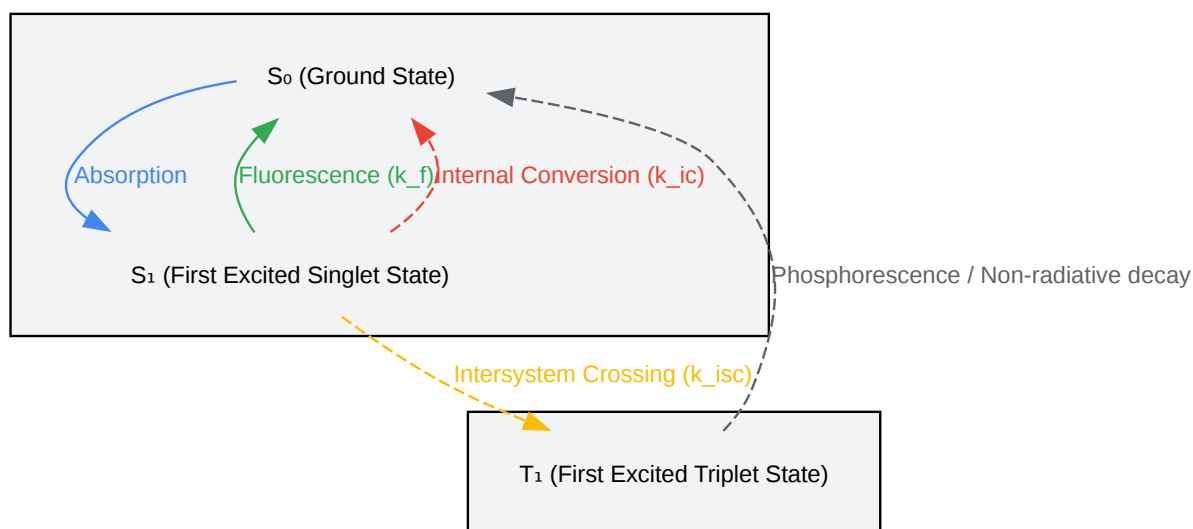 S₀ (Ground State)
Absorption
Fluorescence (k_f)
Internal Conversion (k_ic)
S₁ (First Excited Singlet State)
Phosphorescence / Non-radiative decay
Intersystem Crossing (k_isc)
T₁ (First Excited Triplet State)